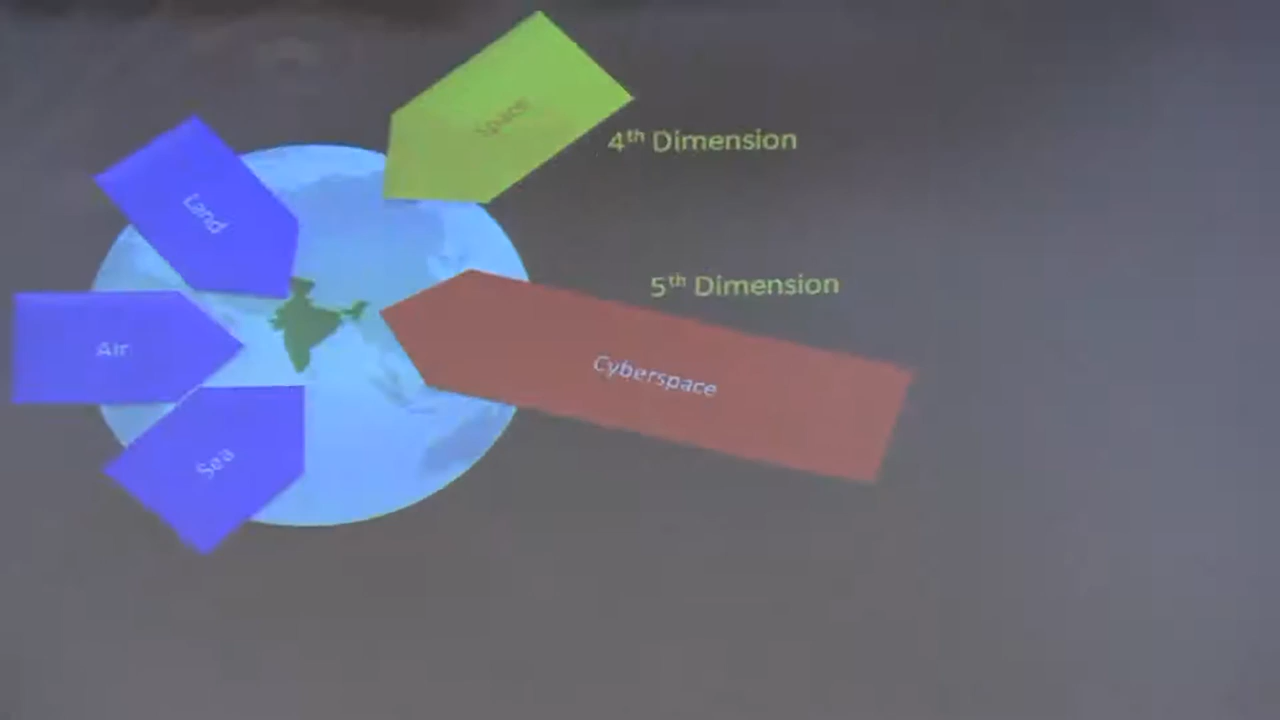 Space
4th Dimension
Land
5th Dimension
Air
Cyberspace
Sea